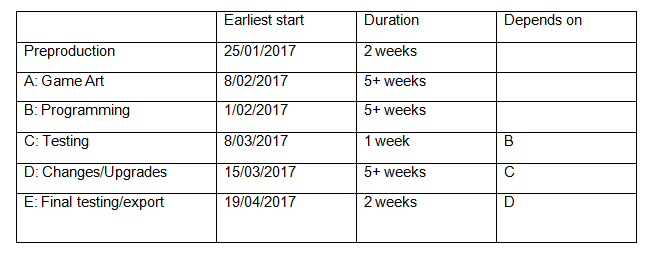 Earliest start Duration Depends on
Preproduction 25/01/2017 2 weeks
A: Game Art 8/02/2017 5+ weeks
B: Programming 1/02/2017 5+ weeks
C: Testing 8/03/2017 1 week B
D: Changes/Upgrades 15/03/2017 5+ weeks C
E: Final testing/export 19/04/2017 2 weeks D